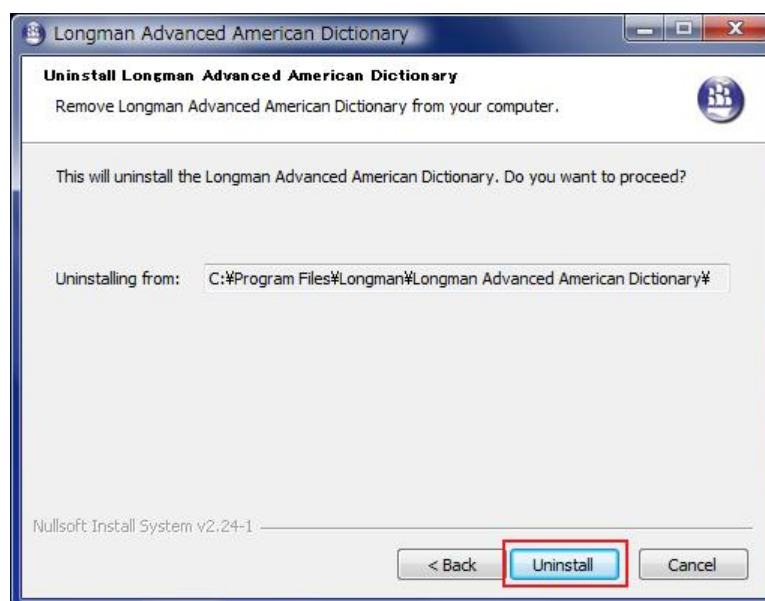 Longman Advanced American Dictionary
Uninstall Longman Advanced American Dictionary
Remove Longman Advanced American Dictionary from your computer.
This will uninstall the Longman Advanced American Dictionary. Do you want to proceed?
Uninstalling from: C:¥Program Files¥Longman¥Longman Advanced American Dictionary¥
Nullsoft Install System v2.24-1
< Back Uninstall Cancel